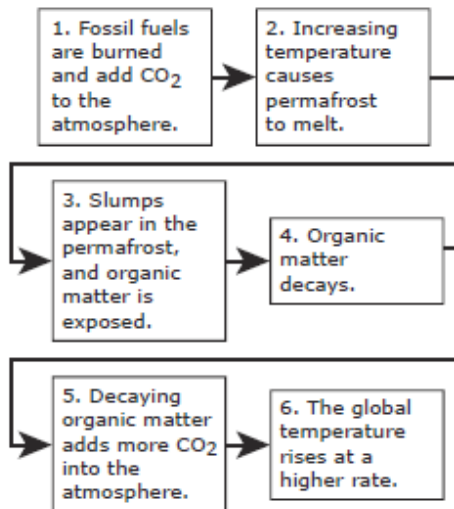 1. Fossil fuels
are burned
and add CO₂
to the
atmosphere.
2. Increasing
temperature
causes
permafrost
to melt.
3. Slumps
appear in the
permafrost,
and organic
matter is
exposed.
4. Organic
matter
decays.
5. Decaying
organic matter
adds more CO₂
into the
atmosphere.
6. The global
temperature
rises at a
higher rate.